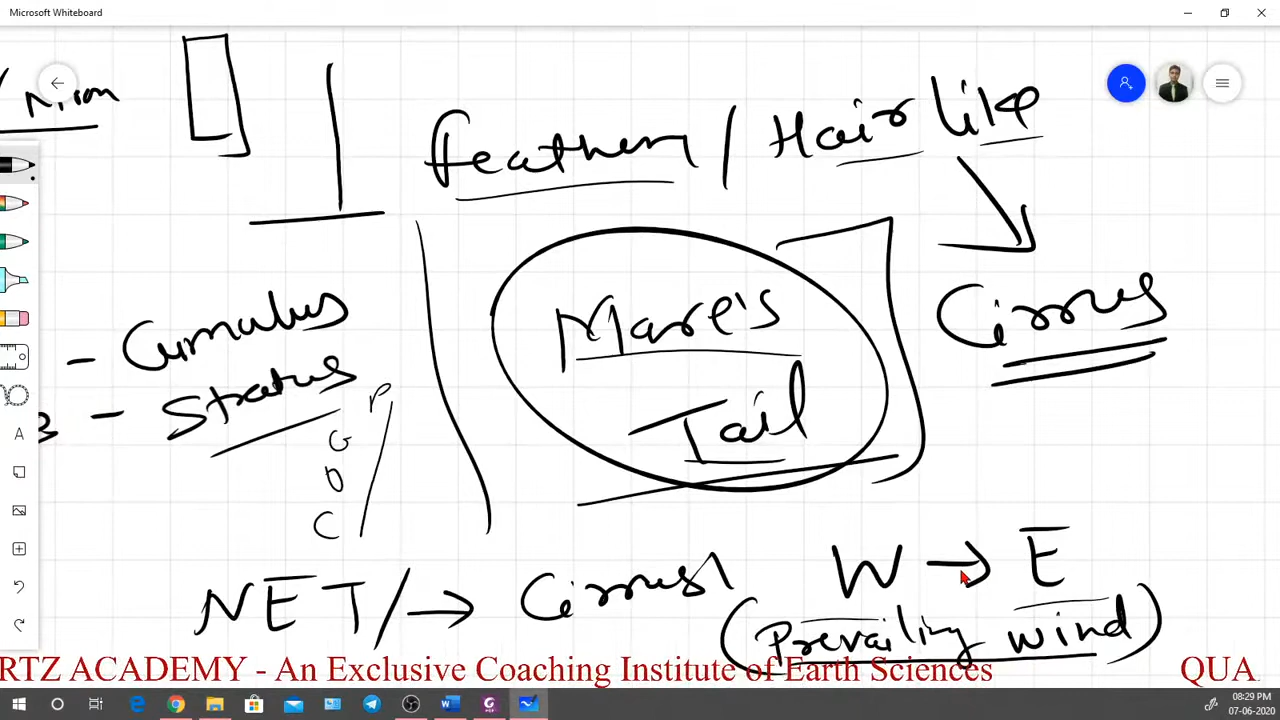 Microsoft Whiteboard
Feathery / Hair like
Mare's
Tail
Cirrus
- Cumulus
- Stratus
P
G
O
C
NET / → Cirrus
W → E
(Prevailing wind)
RTZ ACADEMY - An Exclusive Coaching Institute of Earth Sciences
QUA
08:29 PM
07-06-2020